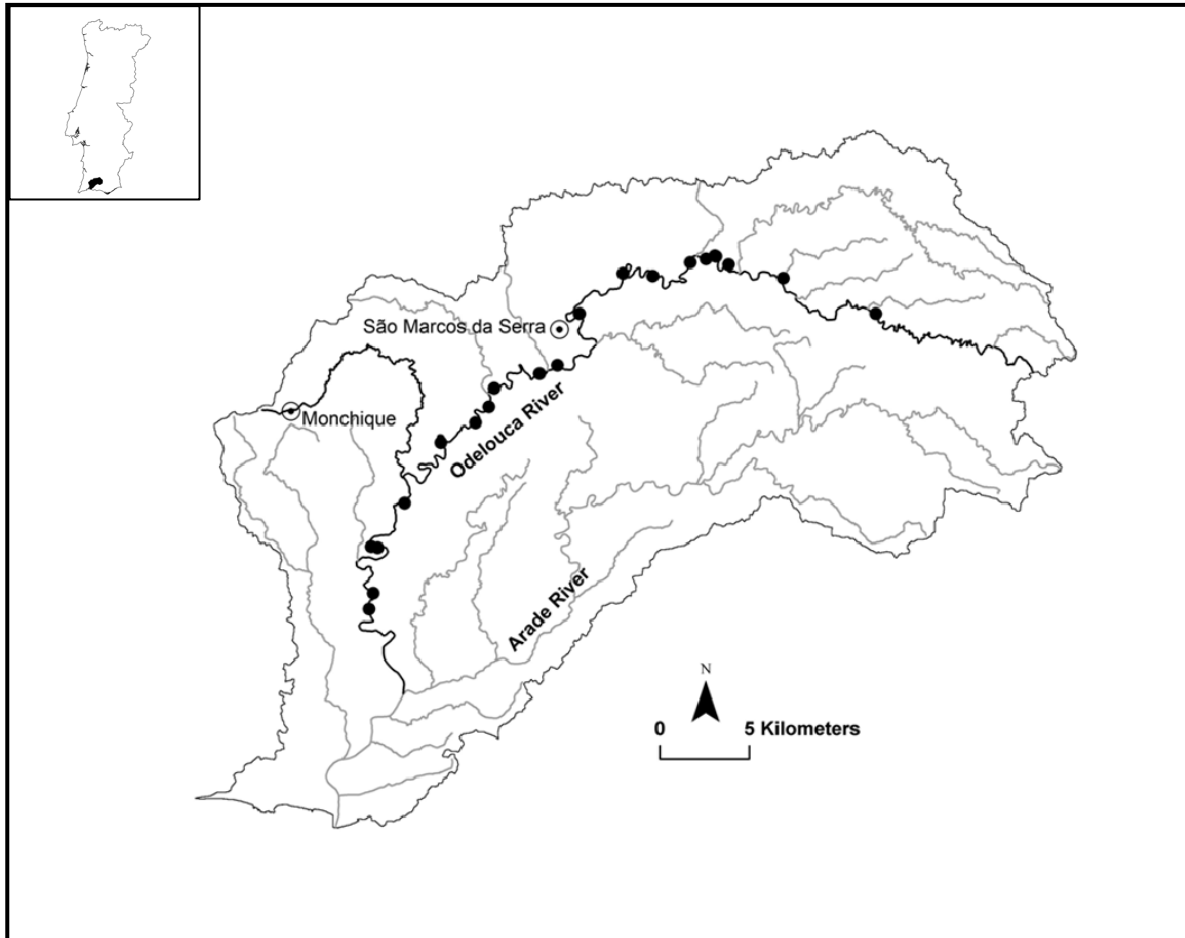 São Marcos da Serra
Monchique
Odelouca River
Arade River
N
0 5 Kilometers